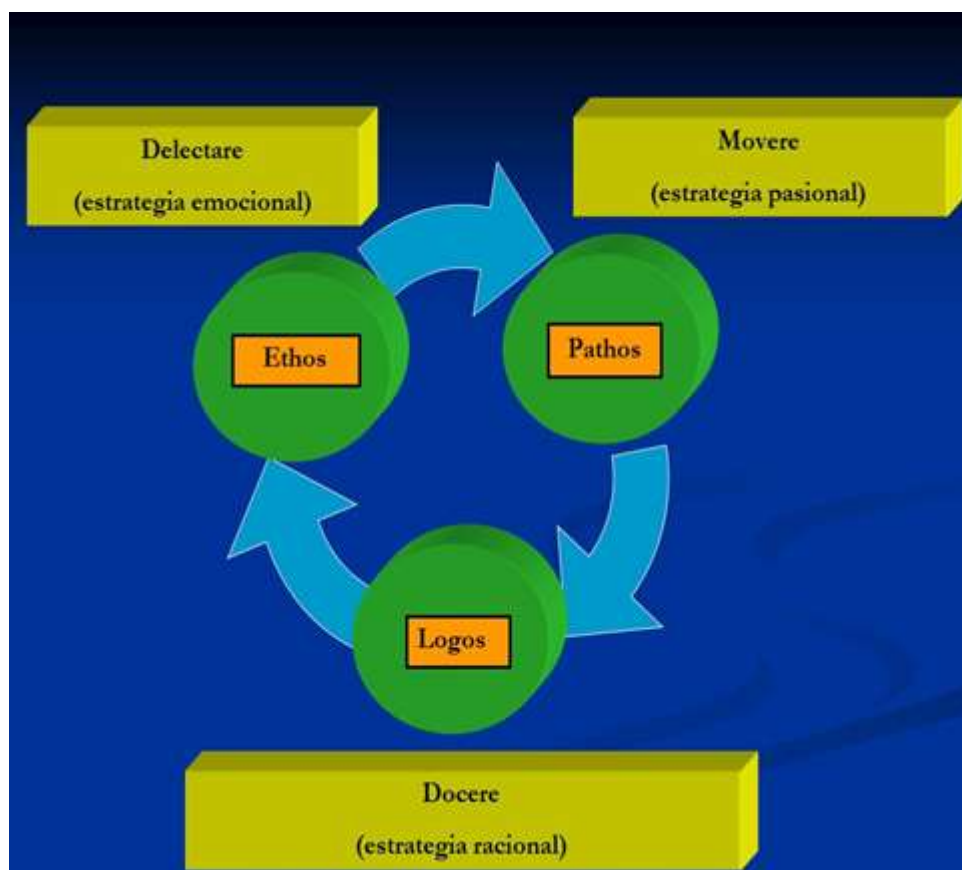 Delectare
(estrategia emocional)
Movere
(estrategia pasional)
Ethos
Pathos
Logos
Docere
(estrategia racional)